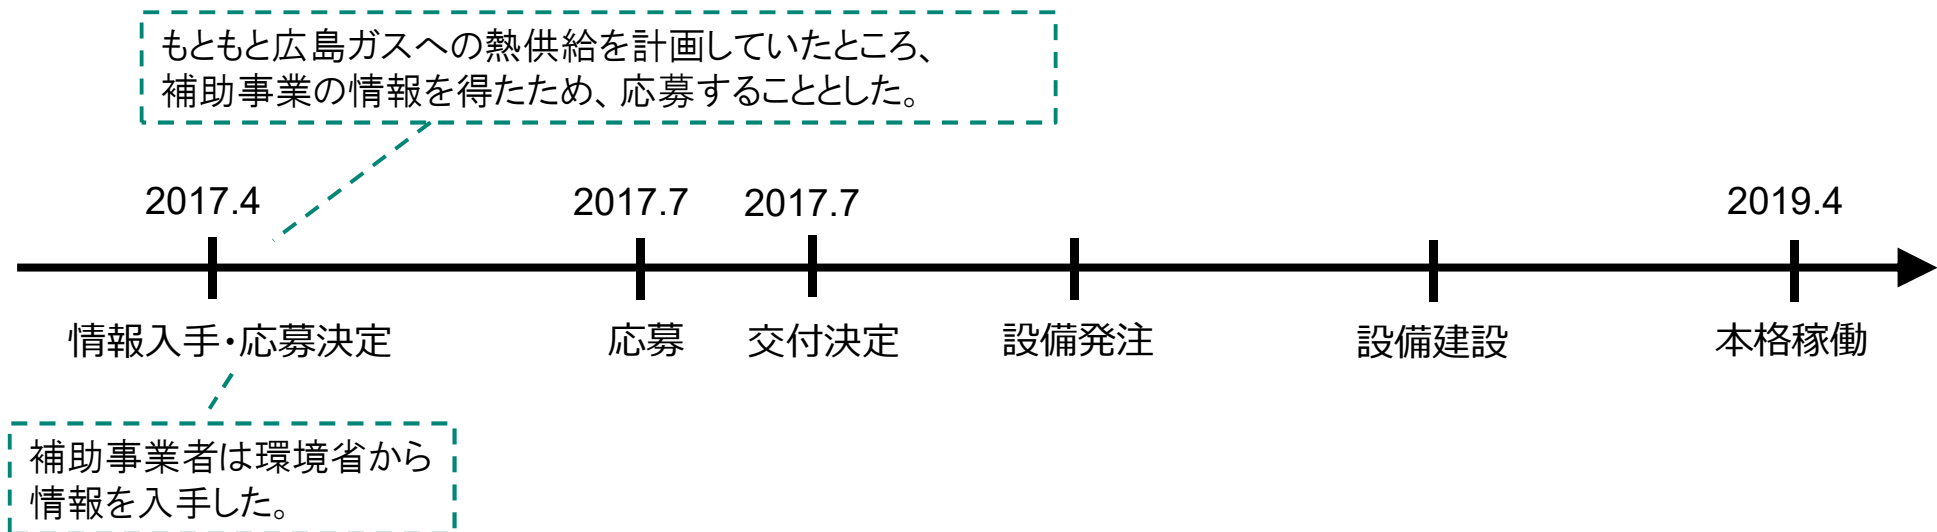 もともと広島ガスへの熱供給を計画していたところ、
補助事業の情報を得たため、応募することとした。
2017.4
2017.7
2017.7
2019.4
情報入手・応募決定
応募
交付決定
設備発注
設備建設
本格稼働
補助事業者は環境省から
情報を入手した。